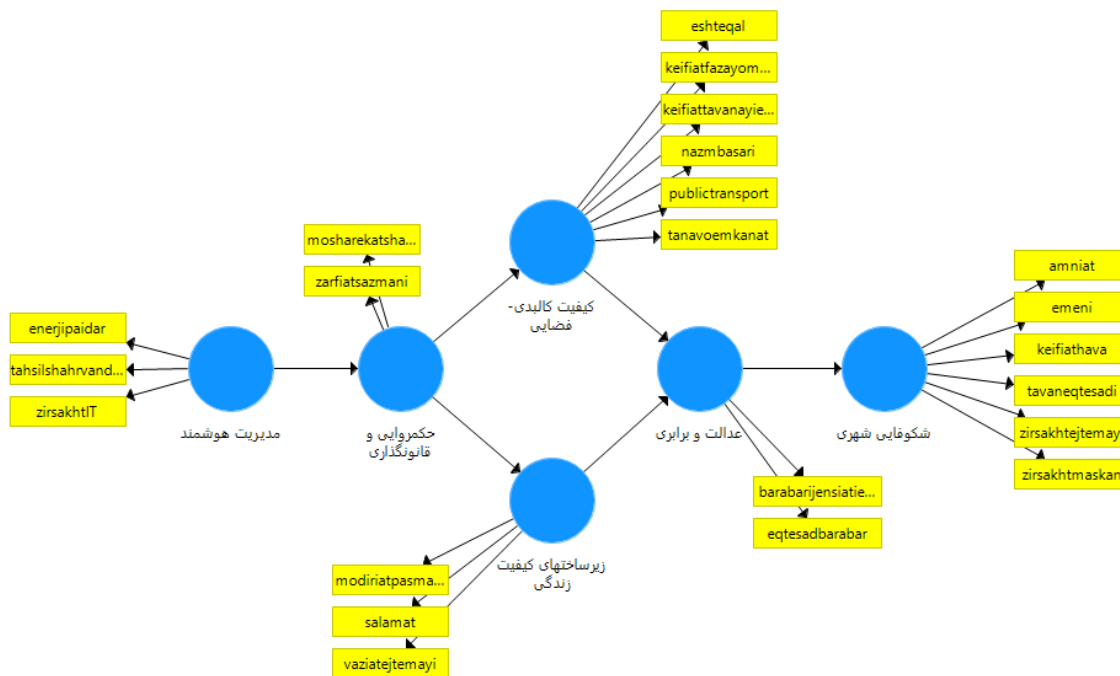 eshteqal
keifiatfazayom...
keifiattavanayie...
nazmbasari
publictransport
tanavoemkanat
کیفیت کالبدی-
فضایی
mosharekatsha...
zarfiatsazmani
حکمروایی و
قانونگذاری
enerjipaidar
tahsilshahrvand...
zirsakhtIT
مدیریت هوشمند
عدالت و برابری
barabarijensiatie...
eqtesadbarabar
amniat
emeni
keifiathava
tavaneqtesadi
zirsakhtejtemay
zirsakhtmaskan
شکوفایی شهری
زیرساختهای کیفیت
زندگی
modiriatpasma...
salamat
vaziatejtemayi